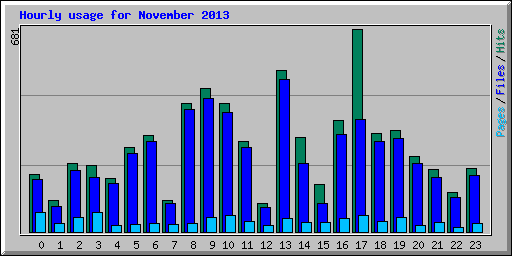 Hourly usage for November 2013
681
Pages / Files / Hits
0 1 2 3 4 5 6 7 8 9 10 11 12 13 14 15 16 17 18 19 20 21 22 23